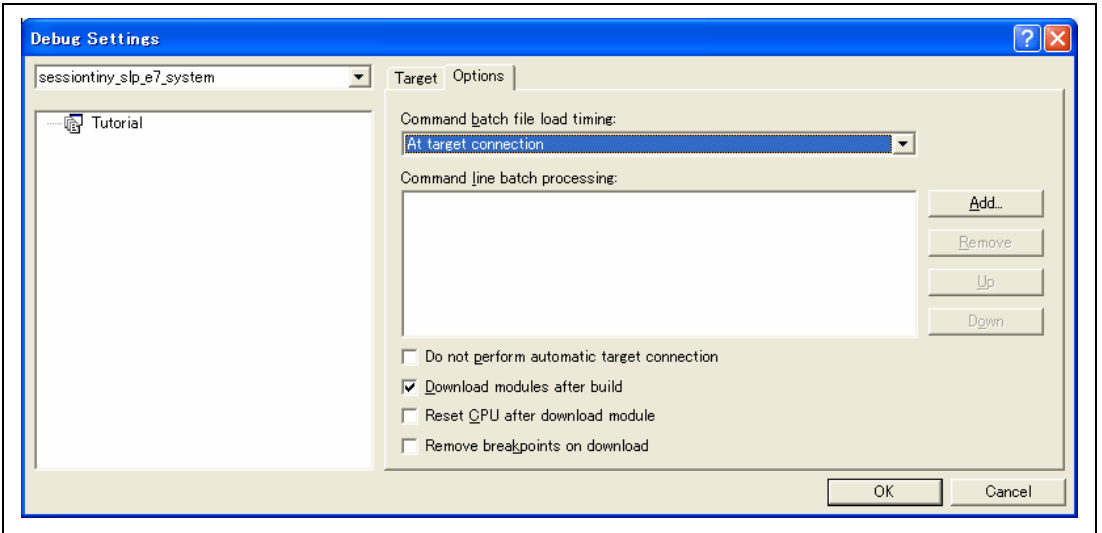 Debug Settings
sessiontiny_slp_e7_system
Tutorial
Target Options
Command batch file load timing:
At target connection
Command line batch processing:
Add...
Remove
Up
Down
Do not perform automatic target connection
Download modules after build
Reset CPU after download module
Remove breakpoints on download
OK Cancel